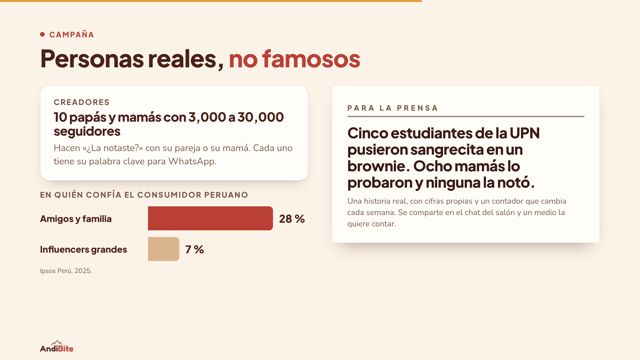 CAMPAÑA
Personas reales, no famosos
CREADORES
10 papás y mamás con 3,000 a 30,000
seguidores
Hacen «¿La notaste?» con su pareja o su mamá. Cada uno
tiene su palabra clave para WhatsApp.
EN QUIÉN CONFÍA EL CONSUMIDOR PERUANO
Amigos y familia 28 %
Influencers grandes 7 %
Ipsos Perú, 2025.
PARA LA PRENSA
Cinco estudiantes de la UPN
pusieron sangrecita en un
brownie. Ocho mamás lo
probaron y ninguna la notó.
Una historia real, con cifras propias y un contador que cambia
cada semana. Se comparte en el chat del salón y un medio la
quiere contar.
AndiBite